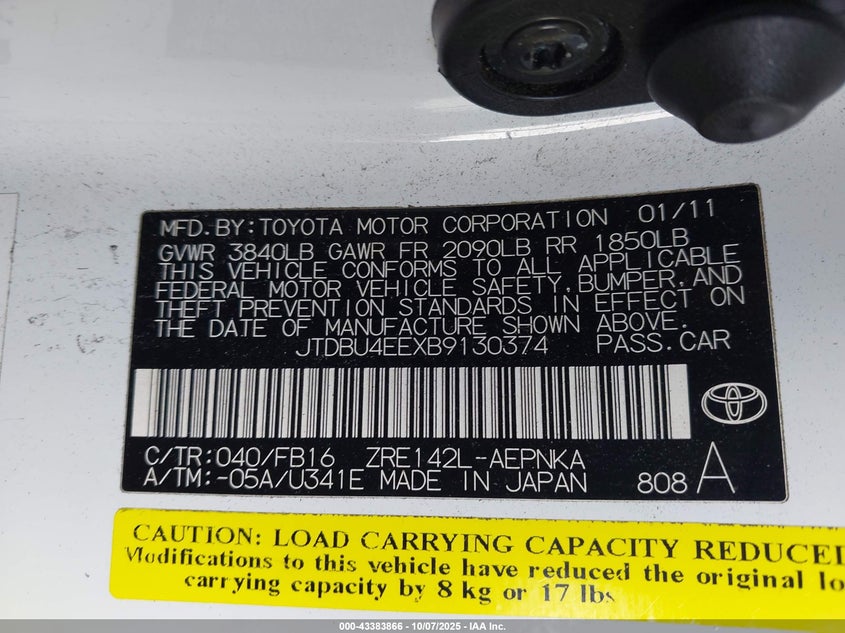 MFD.BY:TOYOTA MOTOR CORPORATION 01/11
GVWR 3840LB GAWR FR 2090LB RR 1850LB
THIS VEHICLE CONFORMS TO ALL APPLICABLE
FEDERAL MOTOR VEHICLE SAFETY,BUMPER,AND
THEFT PREVENTION STANDARDS IN EFFECT ON
THE DATE OF MANUFACTURE SHOWN ABOVE.
JTDBU4EEXB9130374 PASS.CAR
C/TR:040/FB16 ZRE142L-AEPNKA
A/TM:-05A/U341E MADE IN JAPAN 808 A
CAUTION: LOAD CARRYING CAPACITY REDUCED
Modifications to this vehicle have reduced the original lo
carrying capacity by 8 kg or 17 lbs
000-43383866 - 10/07/2025 - IAA Inc.